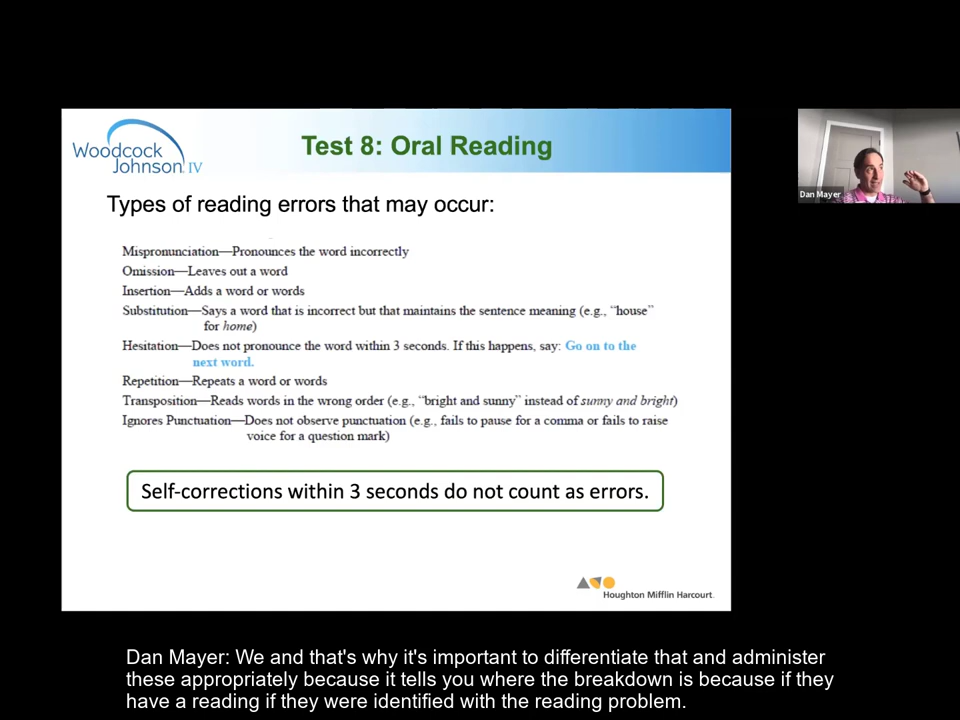 Woodcock
Johnson IV
Test 8: Oral Reading
Types of reading errors that may occur:
Mispronunciation—Pronounces the word incorrectly
Omission—Leaves out a word
Insertion—Adds a word or words
Substitution—Says a word that is incorrect but that maintains the sentence meaning (e.g., “house”
for home)
Hesitation—Does not pronounce the word within 3 seconds. If this happens, say: Go on to the
next word.
Repetition—Repeats a word or words
Transposition—Reads words in the wrong order (e.g., “bright and sunny” instead of sunny and bright)
Ignores Punctuation—Does not observe punctuation (e.g., fails to pause for a comma or fails to raise
voice for a question mark)
Self-corrections within 3 seconds do not count as errors.
Houghton Mifflin Harcourt.
Dan Mayer
Dan Mayer: We and that's why it's important to differentiate that and administer
these appropriately because it tells you where the breakdown is because if they
have a reading if they were identified with the reading problem.